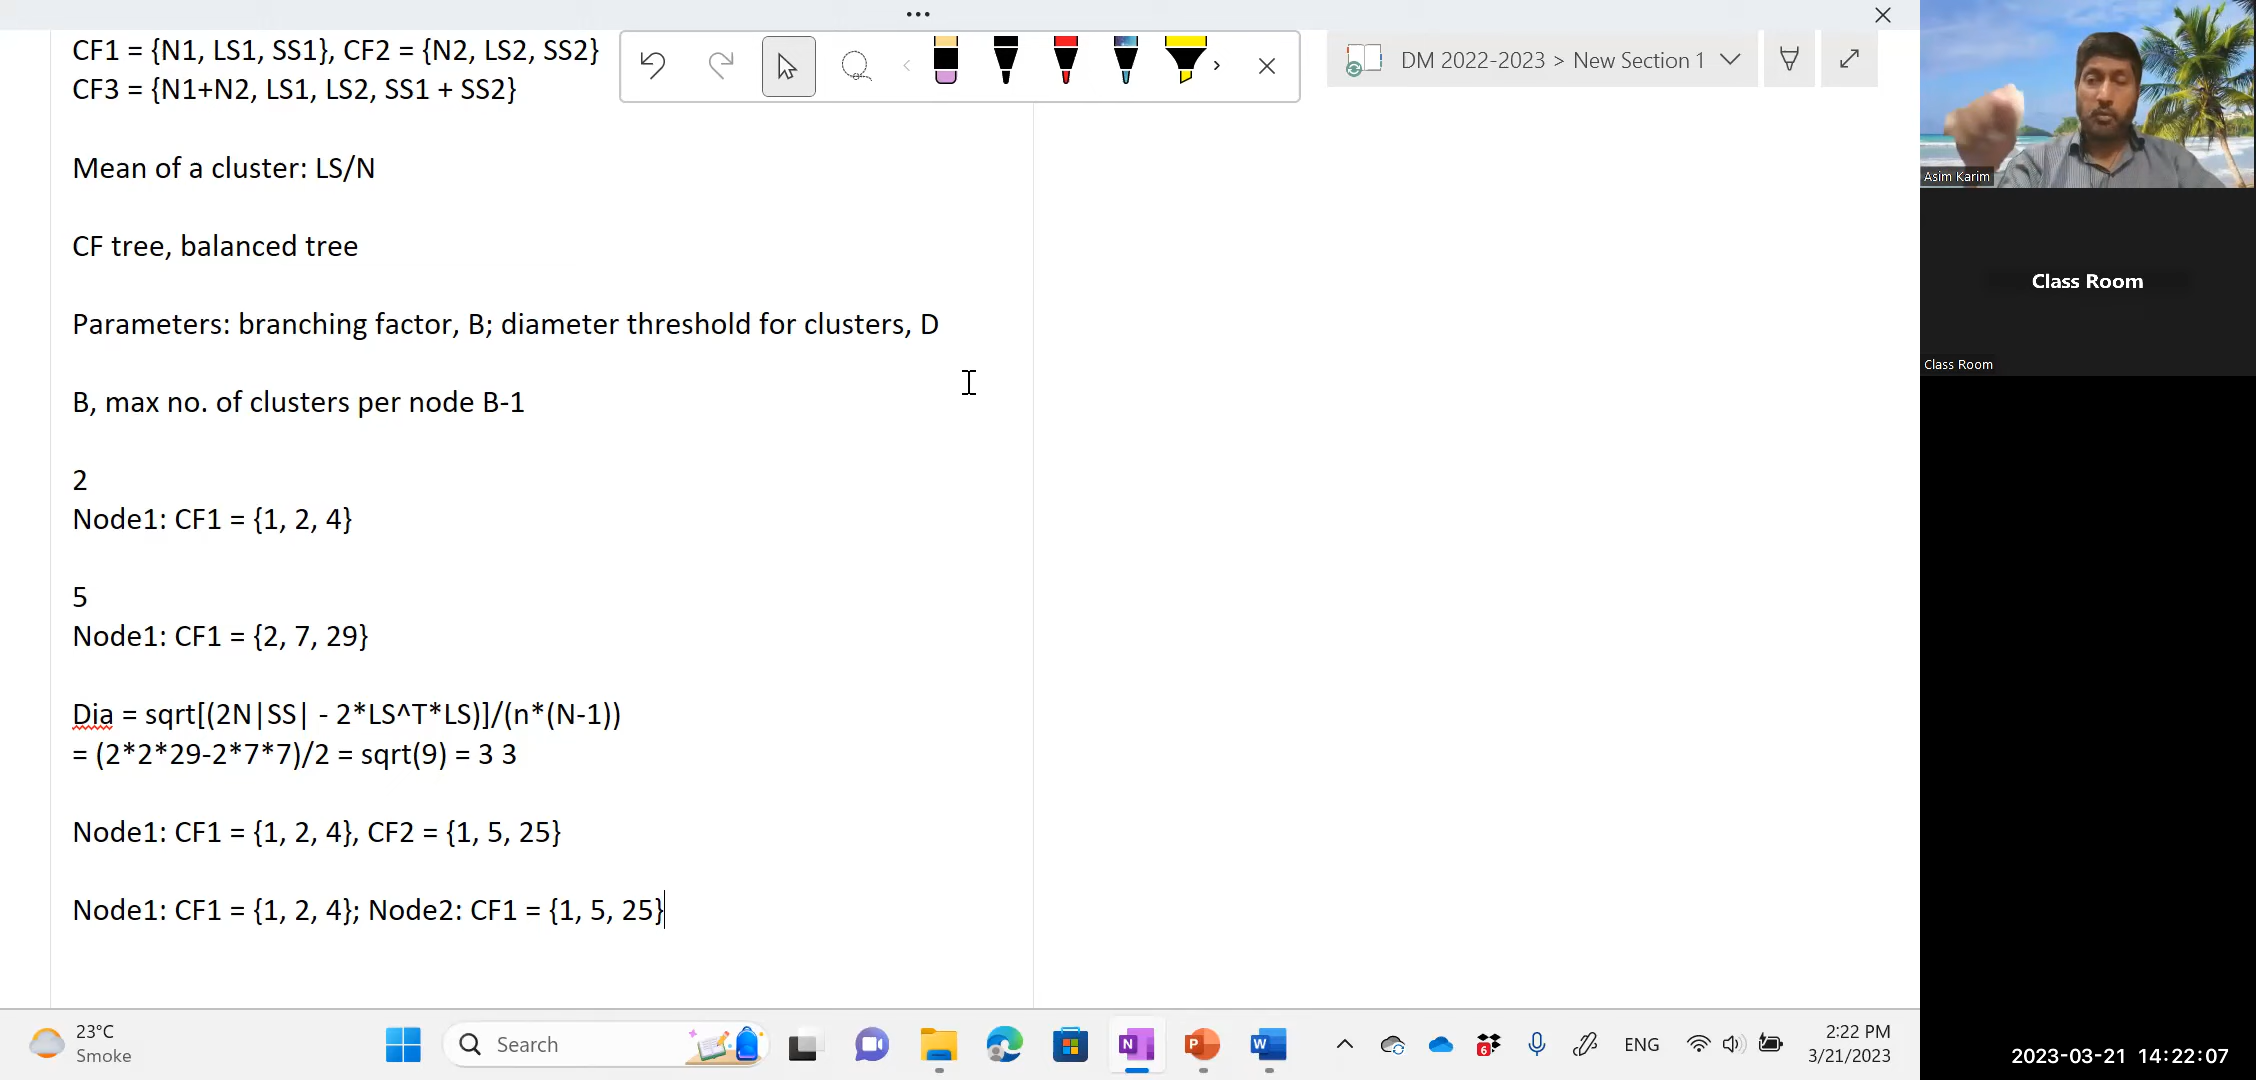 CF1 = {N1, LS1, SS1}, CF2 = {N2, LS2, SS2}
CF3 = {N1+N2, LS1, LS2, SS1 + SS2}
Mean of a cluster: LS/N
CF tree, balanced tree
Parameters: branching factor, B; diameter threshold for clusters, D
B, max no. of clusters per node B-1
2
Node1: CF1 = {1, 2, 4}
5
Node1: CF1 = {2, 7, 29}
Dia = sqrt[(2N|SS| - 2*LS^T*LS)]/(n*(N-1))
= (2*2*29-2*7*7)/2 = sqrt(9) = 3 3
Node1: CF1 = {1, 2, 4}, CF2 = {1, 5, 25}
Node1: CF1 = {1, 2, 4}; Node2: CF1 = {1, 5, 25}
DM 2022-2023 > New Section 1
Asim Karim
Class Room
Class Room
23°C
Smoke
Search
N
P
W
6
ENG
2:22 PM
3/21/2023
2023-03-21 14:22:07